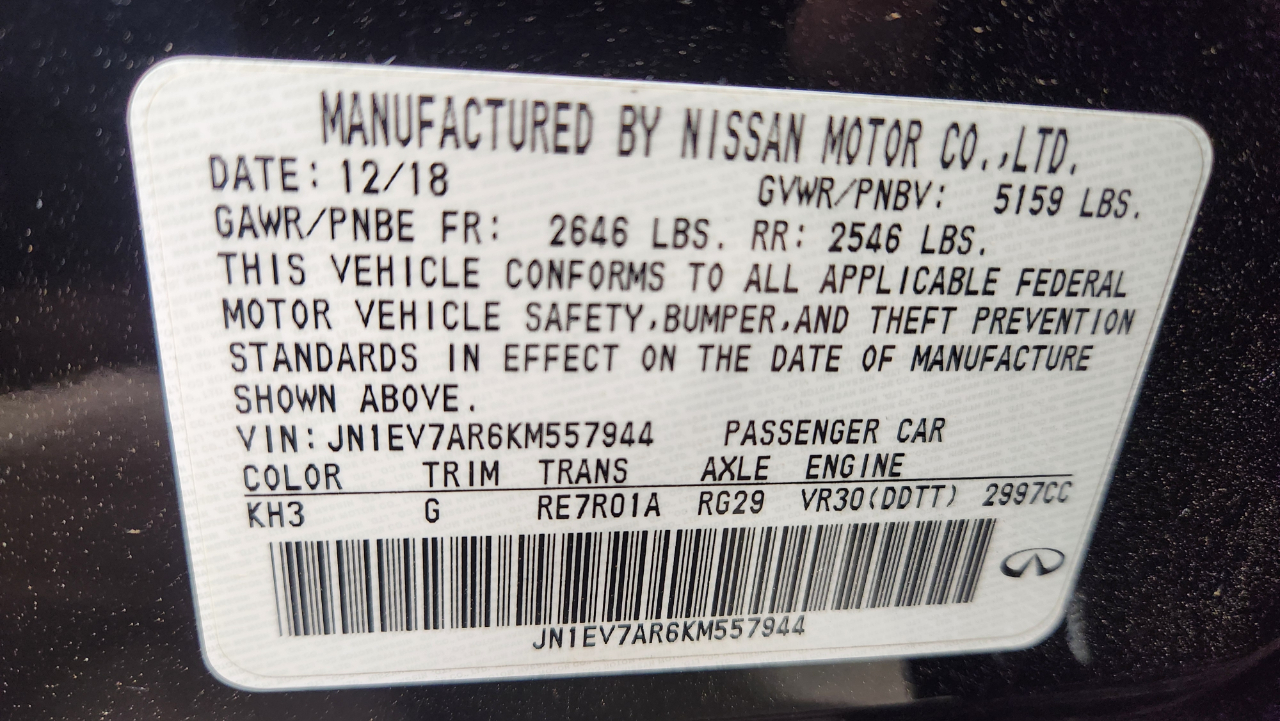 MANUFACTURED BY NISSAN MOTOR CO.,LTD.
DATE: 12/18 GVWR/PNBV: 5159 LBS.
GAWR/PNBE FR: 2646 LBS. RR: 2546 LBS.
THIS VEHICLE CONFORMS TO ALL APPLICABLE FEDERAL
MOTOR VEHICLE SAFETY,BUMPER,AND THEFT PREVENTION
STANDARDS IN EFFECT ON THE DATE OF MANUFACTURE
SHOWN ABOVE.
VIN: JN1EV7AR6KM557944 PASSENGER CAR
COLOR TRIM TRANS AXLE ENGINE
KH3 G RE7R01A RG29 VR30(DDTT) 2997CC
JN1EV7AR6KM557944